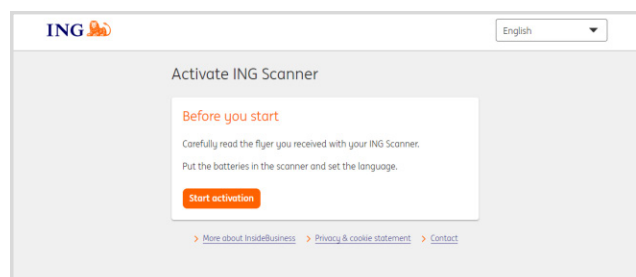 ING
English
Activate ING Scanner
Before you start
Carefully read the flyer you received with your ING Scanner.
Put the batteries in the scanner and set the language.
Start activation
> More about InsideBusiness > Privacy & cookie statement > Contact